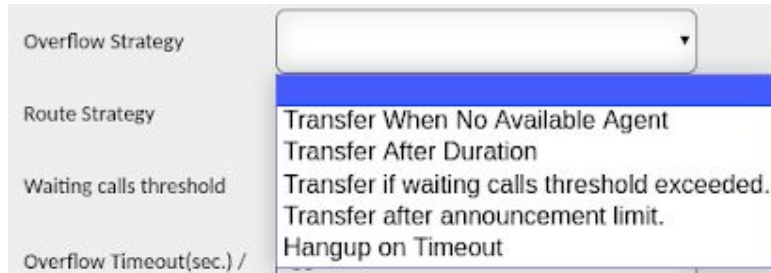 Overflow Strategy
Route Strategy
Transfer When No Available Agent
Transfer After Duration
Waiting calls threshold
Transfer if waiting calls threshold exceeded.
Transfer after announcement limit.
Overflow Timeout(sec.) /
Hangup on Timeout